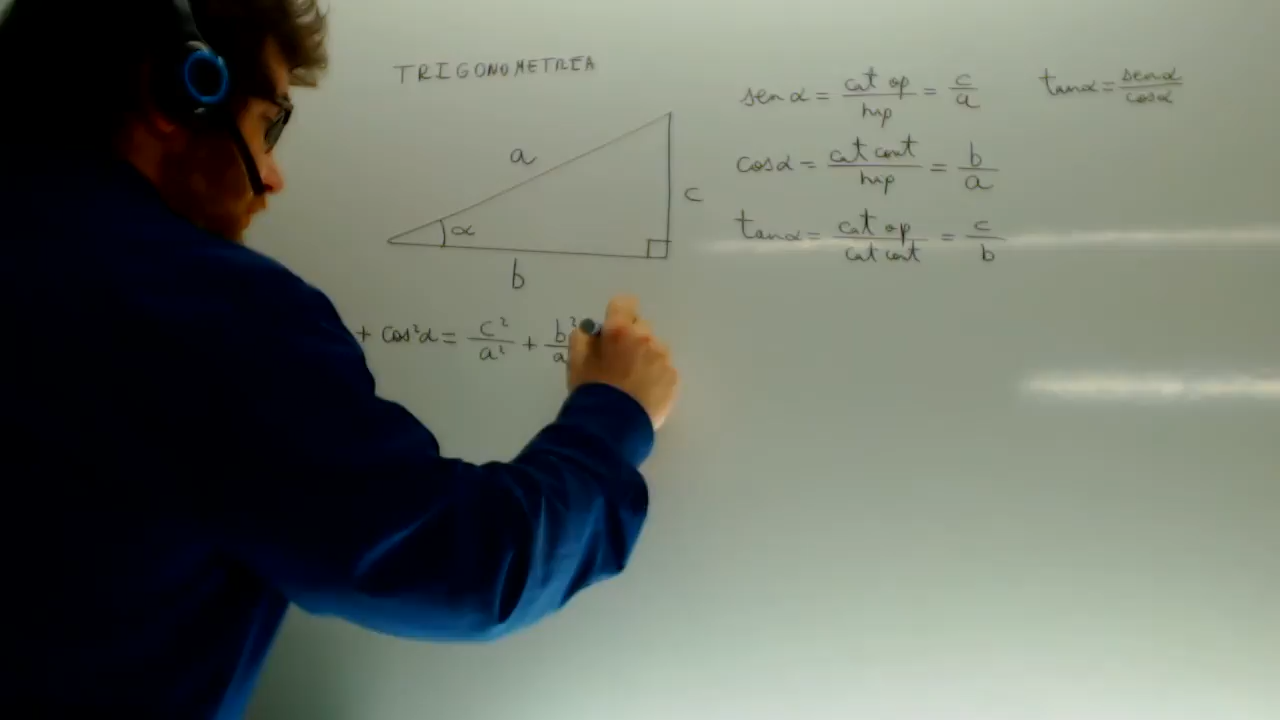 TRIGONOMETRÍA
sen α = cat op / hip = c / a
tan α = sen α / cos α
cos α = cat cont / hip = b / a
tan α = cat op / cat cont = c / b
a
c
α
b
+ cos²α = c² / a² + b² / a